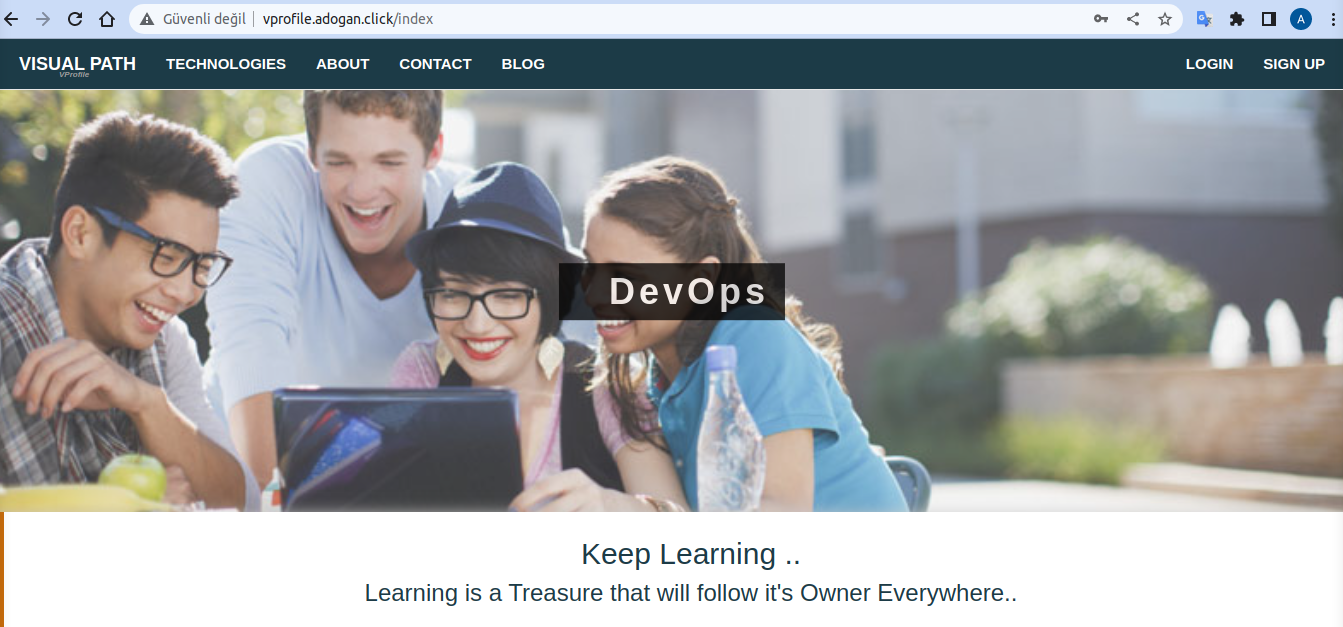 Güvenli değil vprofile.adogan.click/index
A
VISUAL PATH TECHNOLOGIES ABOUT CONTACT BLOG LOGIN SIGN UP
VProfile
DevOps
Keep Learning ..
Learning is a Treasure that will follow it's Owner Everywhere..